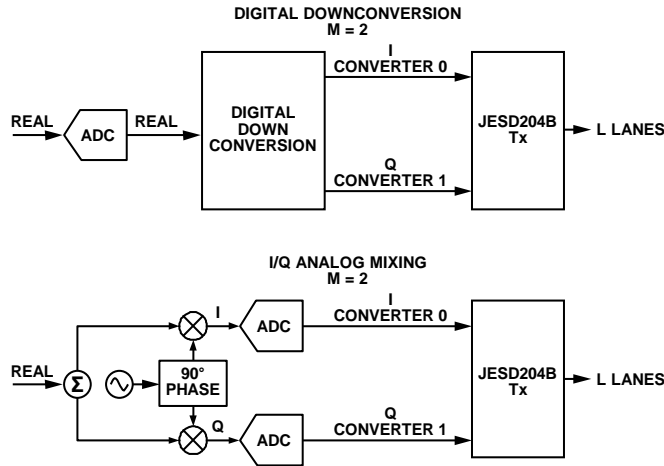 DIGITAL DOWNCONVERSION
M = 2
I
CONVERTER 0
REAL
ADC
REAL
DIGITAL
DOWN
CONVERSION
JESD204B
Tx
L LANES
Q
CONVERTER 1
I/Q ANALOG MIXING
M = 2
I
ADC
I
CONVERTER 0
REAL
Σ
90°
PHASE
JESD204B
Tx
L LANES
Q
ADC
Q
CONVERTER 1